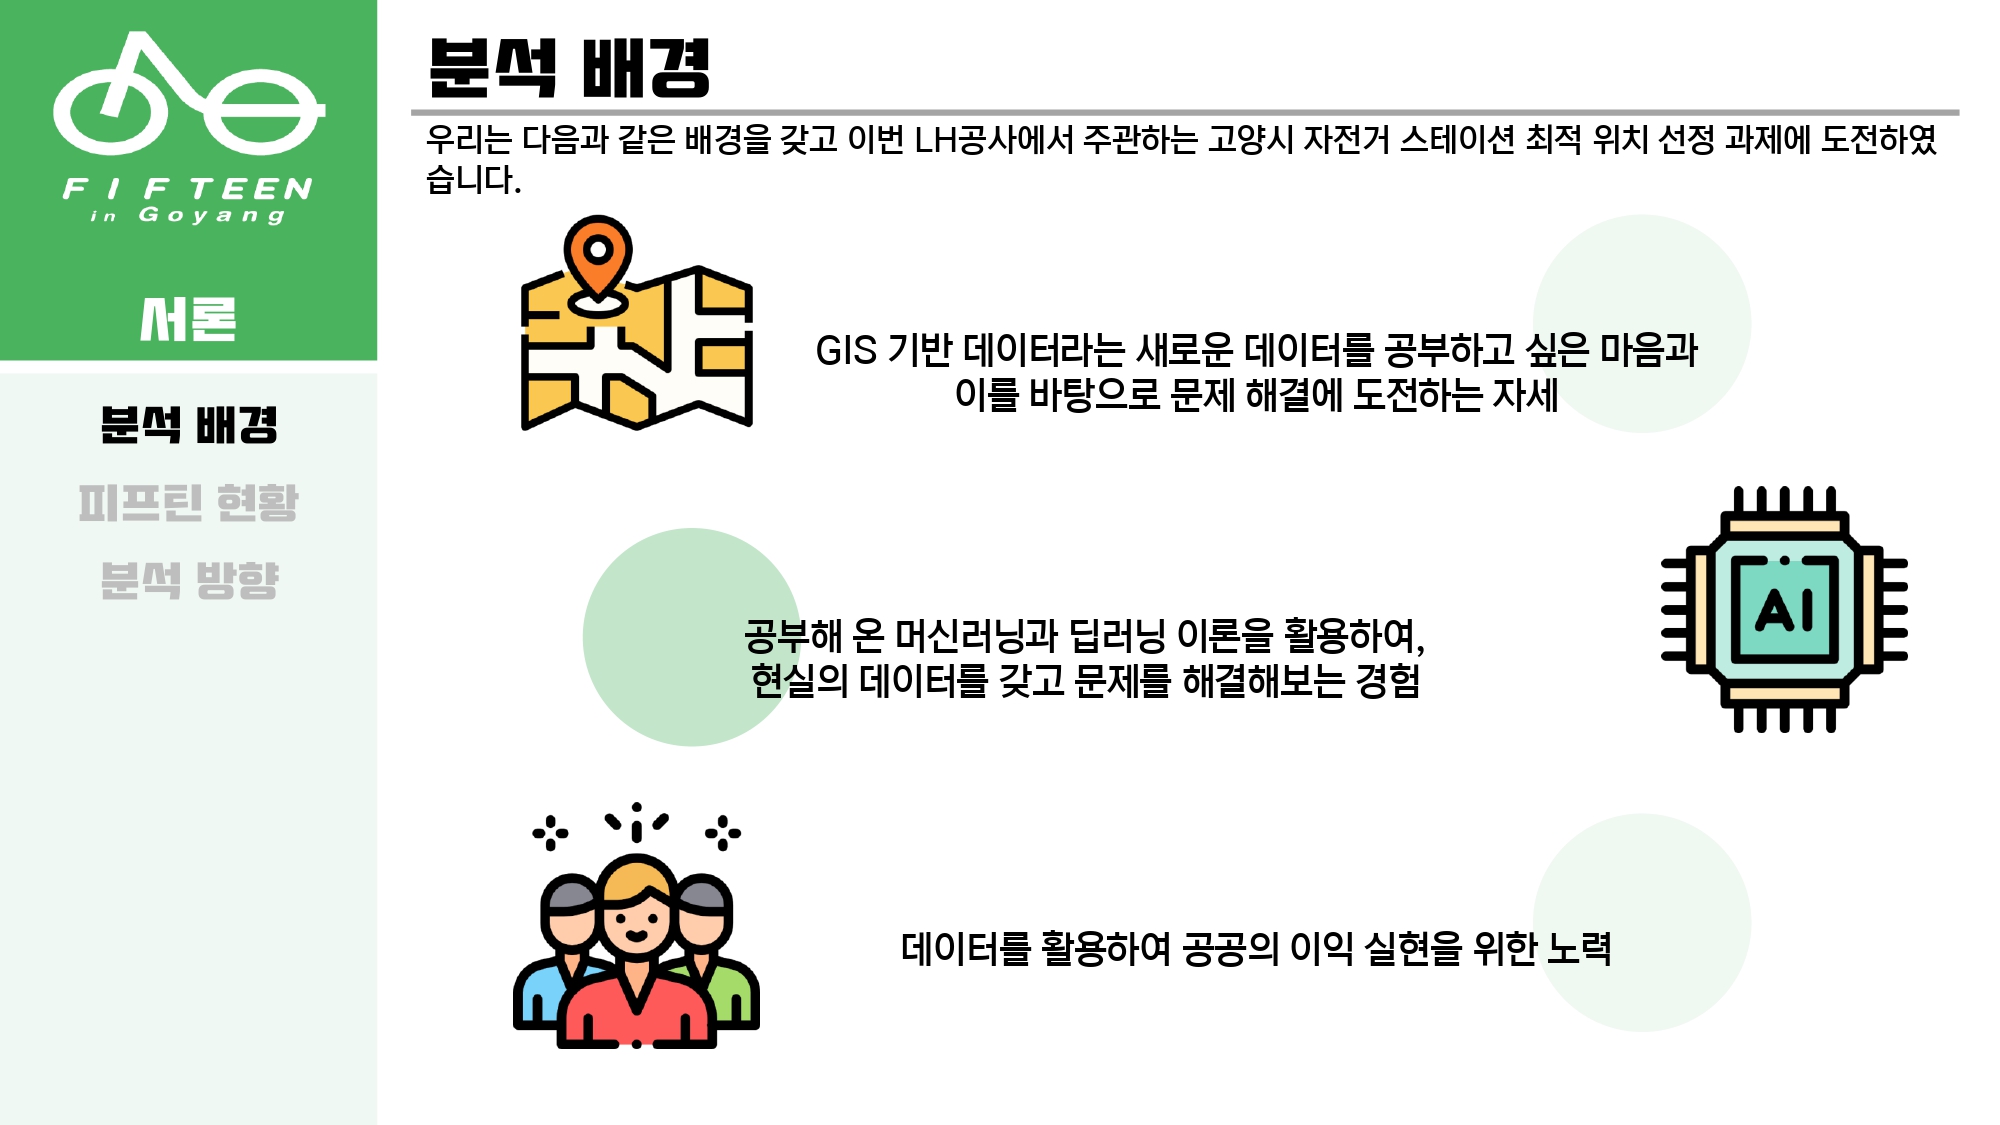 FIFTEEN
in Goyang
서론
분석 배경
피프틴 현황
분석 방향
분석 배경
우리는 다음과 같은 배경을 갖고 이번 LH공사에서 주관하는 고양시 자전거 스테이션 최적 위치 선정 과제에 도전하였
습니다.
GIS 기반 데이터라는 새로운 데이터를 공부하고 싶은 마음과
이를 바탕으로 문제 해결에 도전하는 자세
공부해 온 머신러닝과 딥러닝 이론을 활용하여,
현실의 데이터를 갖고 문제를 해결해보는 경험
AI
데이터를 활용하여 공공의 이익 실현을 위한 노력